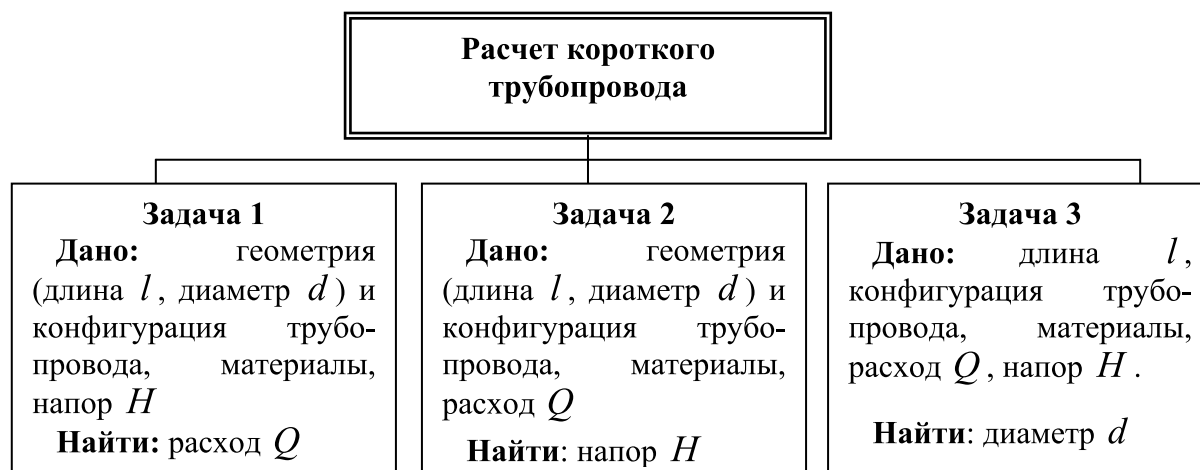 Расчет короткого
трубопровода
Задача 1
Дано: геометрия
(длина l, диаметр d) и
конфигурация трубо-
провода, материалы,
напор H
Найти: расход Q
Задача 2
Дано: геометрия
(длина l, диаметр d) и
конфигурация трубо-
провода, материалы,
расход Q
Найти: напор H
Задача 3
Дано: длина l,
конфигурация трубо-
провода, материалы,
расход Q, напор H.
Найти: диаметр d